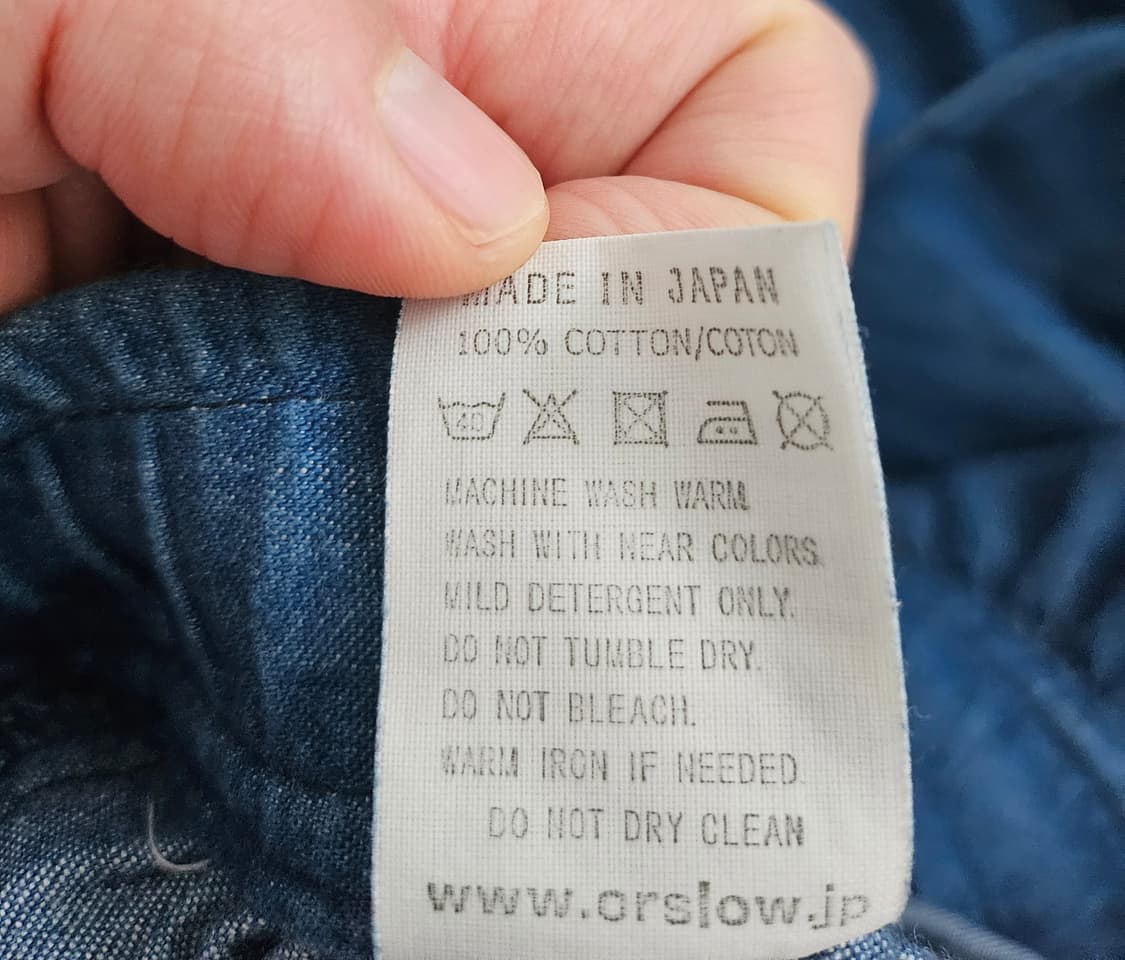 MADE IN JAPAN
100% COTTON/COTON
40
MACHINE WASH WARM.
WASH WITH NEAR COLORS.
MILD DETERGENT ONLY.
DO NOT TUMBLE DRY.
DO NOT BLEACH.
WARM IRON IF NEEDED.
DO NOT DRY CLEAN
www.orslow.jp